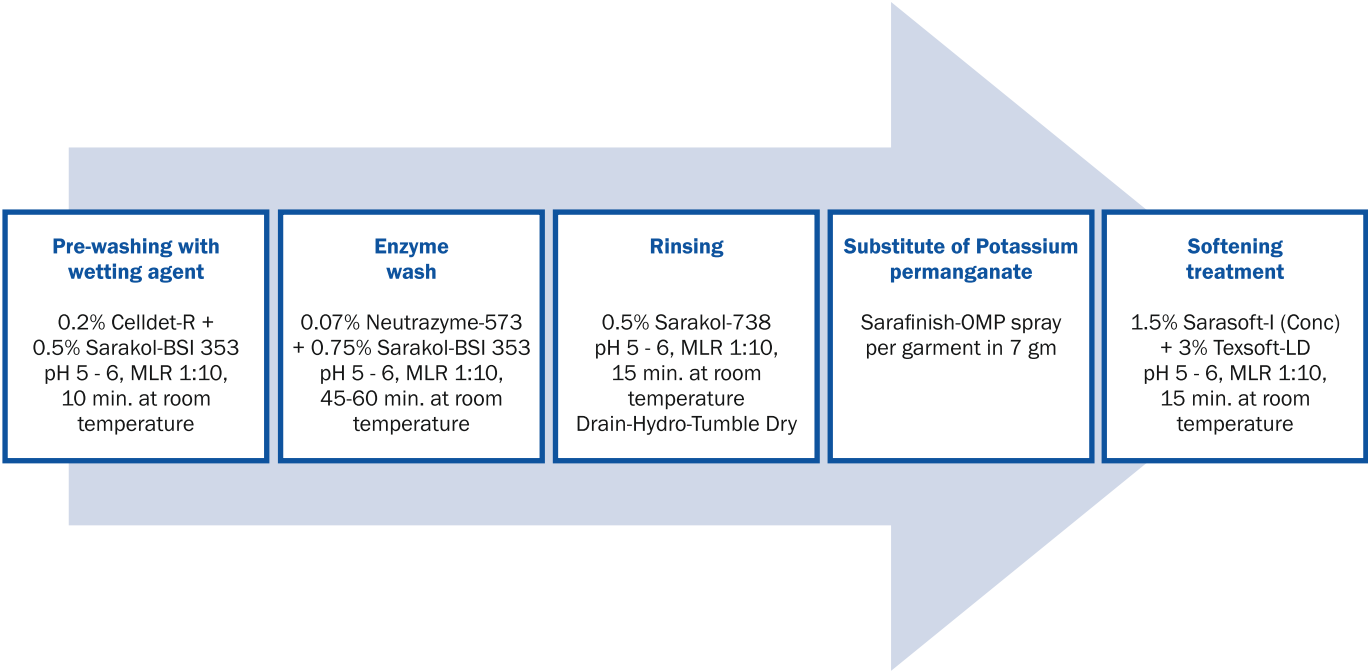 Pre-washing with
wetting agent
0.2% Celldet-R +
0.5% Sarakol-BSI 353
pH 5 - 6, MLR 1:10,
10 min. at room
temperature
Enzyme
wash
0.07% Neutrazyme-573
+ 0.75% Sarakol-BSI 353
pH 5 - 6, MLR 1:10,
45-60 min. at room
temperature
Rinsing
0.5% Sarakol-738
pH 5 - 6, MLR 1:10,
15 min. at room
temperature
Drain-Hydro-Tumble Dry
Substitute of Potassium
permanganate
Sarafinish-OMP spray
per garment in 7 gm
Softening
treatment
1.5% Sarasoft-I (Conc)
+ 3% Texsoft-LD
pH 5 - 6, MLR 1:10,
15 min. at room
temperature